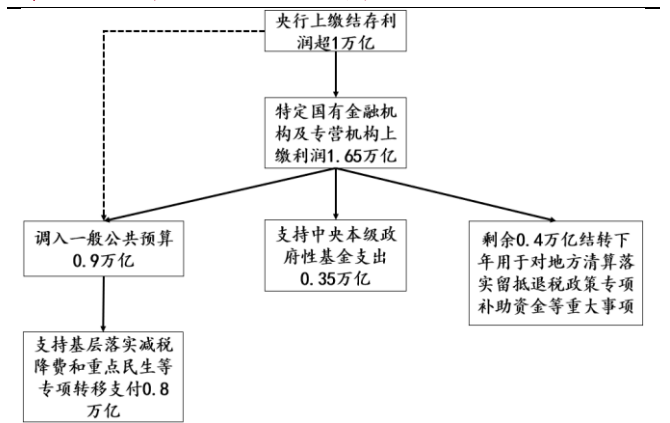 央行上缴结存利
润超1万亿
特定国有金融机
构及专营机构上
缴利润1.65万亿
调入一般公共预算
0.9万亿
支持中央本级政
府性基金支出
0.35万亿
剩余0.4万亿结转下
年用于对地方清算落
实留抵退税政策专项
补助资金等重大事项
支持基层落实减税
降费和重点民生等
专项转移支付0.8
万亿